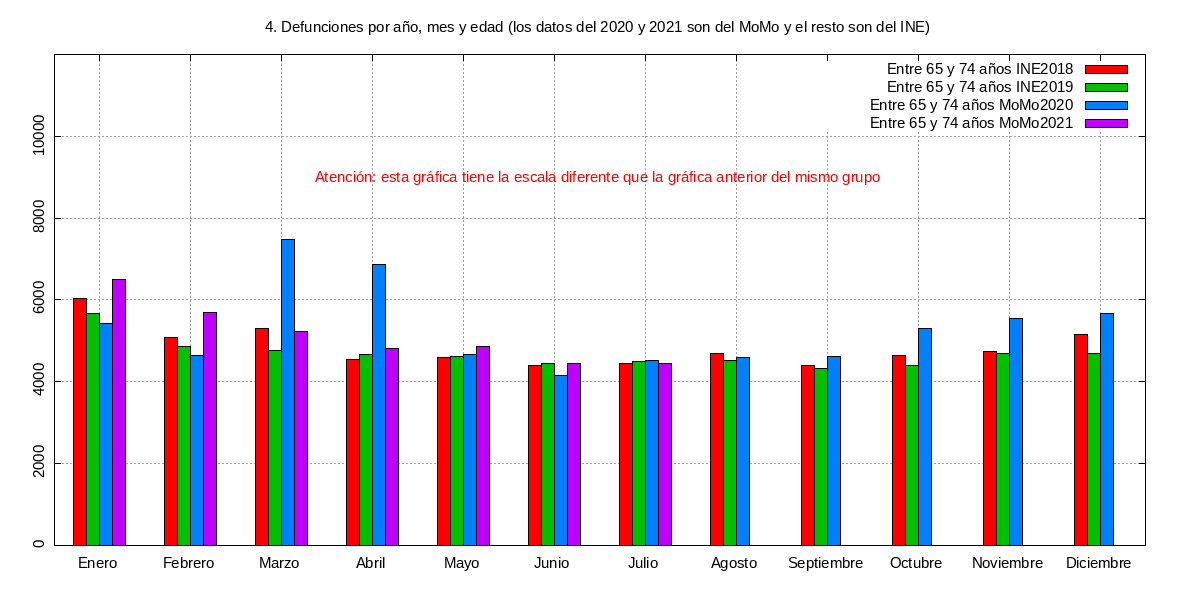 4. Defunciones por año, mes y edad (los datos del 2020 y 2021 son del MoMo y el resto son del INE)
Entre 65 y 74 años INE2018
Entre 65 y 74 años INE2019
Entre 65 y 74 años MoMo2020
Entre 65 y 74 años MoMo2021
Atención: esta gráfica tiene la escala diferente que la gráfica anterior del mismo grupo
10000
8000
6000
4000
2000
0
Enero Febrero Marzo Abril Mayo Junio Julio Agosto Septiembre Octubre Noviembre Diciembre